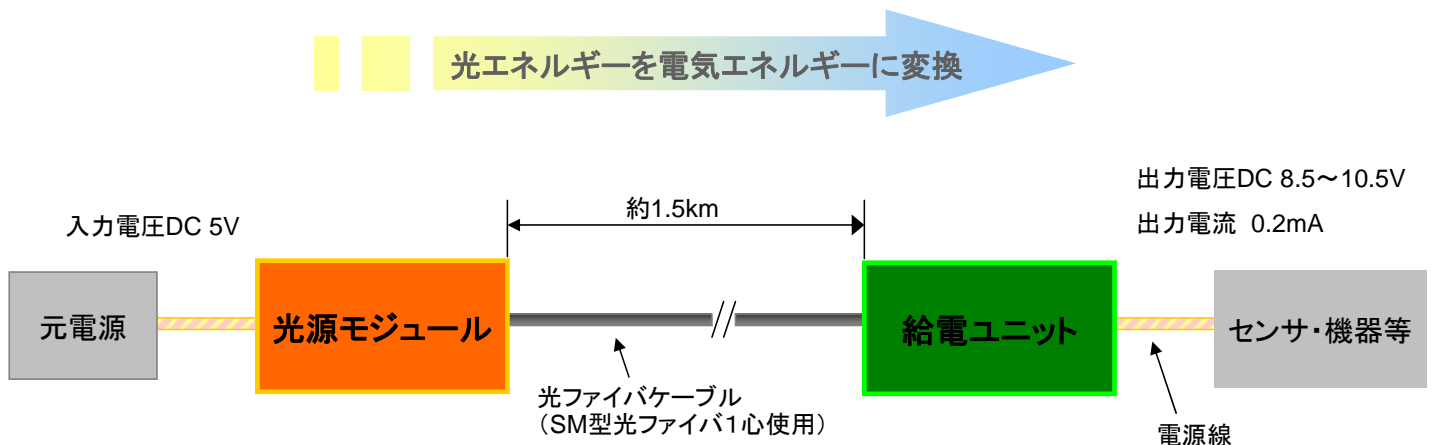 光エネルギーを電気エネルギーに変換
出力電圧DC 8.5～10.5V
出力電流 0.2mA
入力電圧DC 5V
約1.5km
元電源
光源モジュール
給電ユニット
センサ・機器等
光ファイバケーブル
（SM型光ファイバ１心使用）
電源線